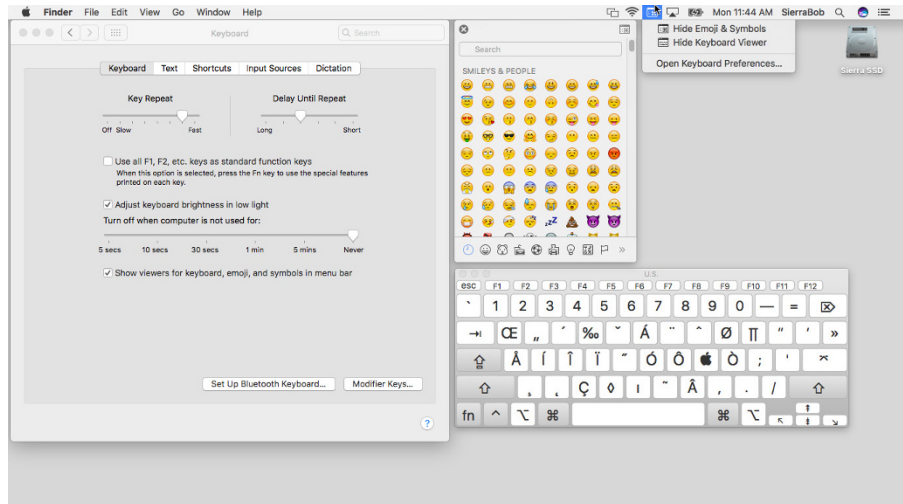 Finder File Edit View Go Window Help
Mon 11:44 AM SierraBob
Keyboard
Search
Keyboard Text Shortcuts Input Sources Dictation
Key Repeat
Delay Until Repeat
Off Slow Fast
Long Short
Use all F1, F2, etc. keys as standard function keys
When this option is selected, press the Fn key to use the special features
printed on each key.
Adjust keyboard brightness in low light
Turn off when computer is not used for:
5 secs 10 secs 30 secs 1 min 5 mins Never
Show viewers for keyboard, emoji, and symbols in menu bar
Set Up Bluetooth Keyboard... Modifier Keys...
?
Search
SMILEYS & PEOPLE
Hide Emoji & Symbols
Hide Keyboard Viewer
Open Keyboard Preferences...
Sierra SSD
U.S.
esc F1 F2 F3 F4 F5 F6 F7 F8 F9 F10 F11 F12
` 1 2 3 4 5 6 7 8 9 0 — =
Œ „ ´ ‰ ˇ Á ¨ ˆ Ø ∏ ” ’ »
Å Í Î Ï ˝ Ó Ô Ò ; '
¸ ˛ Ç ◊ ı ˜ Â , . /
fn ^ ⌥ ⌘ ⌘ ⌥